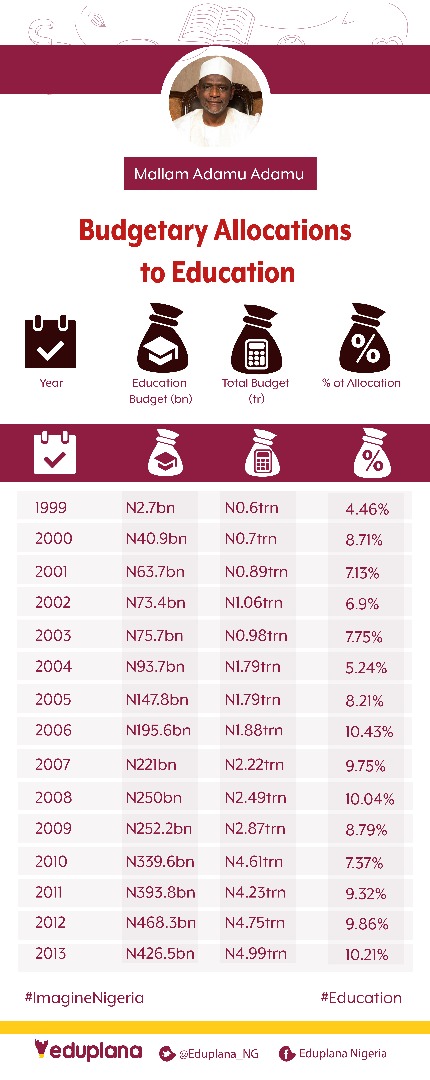 Mallam Adamu Adamu
Budgetary Allocations
to Education
Year Education Total Budget % of Allocation
Budget (bn) (tr)
1999 N2.7bn N0.6trn 4.46%
2000 N40.9bn N0.7trn 8.71%
2001 N63.7bn N0.89trn 7.13%
2002 N73.4bn N1.06trn 6.9%
2003 N75.7bn N0.98trn 7.75%
2004 N93.7bn N1.79trn 5.24%
2005 N147.8bn N1.79trn 8.21%
2006 N195.6bn N1.88trn 10.43%
2007 N221bn N2.22trn 9.75%
2008 N250bn N2.49trn 10.04%
2009 N252.2bn N2.87trn 8.79%
2010 N339.6bn N4.61trn 7.37%
2011 N393.8bn N4.23trn 9.32%
2012 N468.3bn N4.75trn 9.86%
2013 N426.5bn N4.99trn 10.21%
#ImagineNigeria #Education
eduplana @Eduplana_NG Eduplana Nigeria